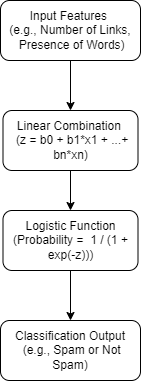 Input Features
(e.g., Number of Links,
Presence of Words)
Linear Combination
(z = b0 + b1*x1 + ...+
bn*xn)
Logistic Function
(Probability =  1 / (1 +
exp(-z)))
Classification Output
(e.g., Spam or Not
Spam)